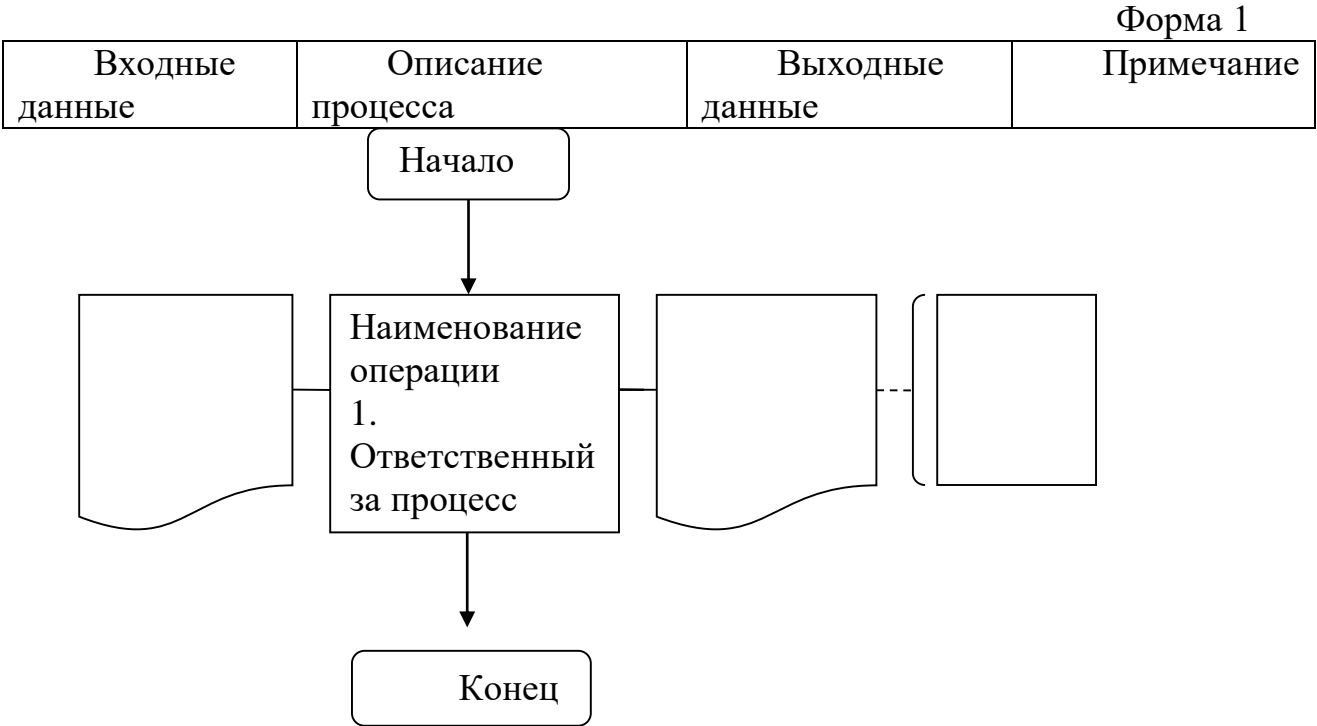 Форма 1
Входные данные
Описание процесса
Выходные данные
Примечание
Начало
Наименование
операции
1.
Ответственный
за процесс
Конец